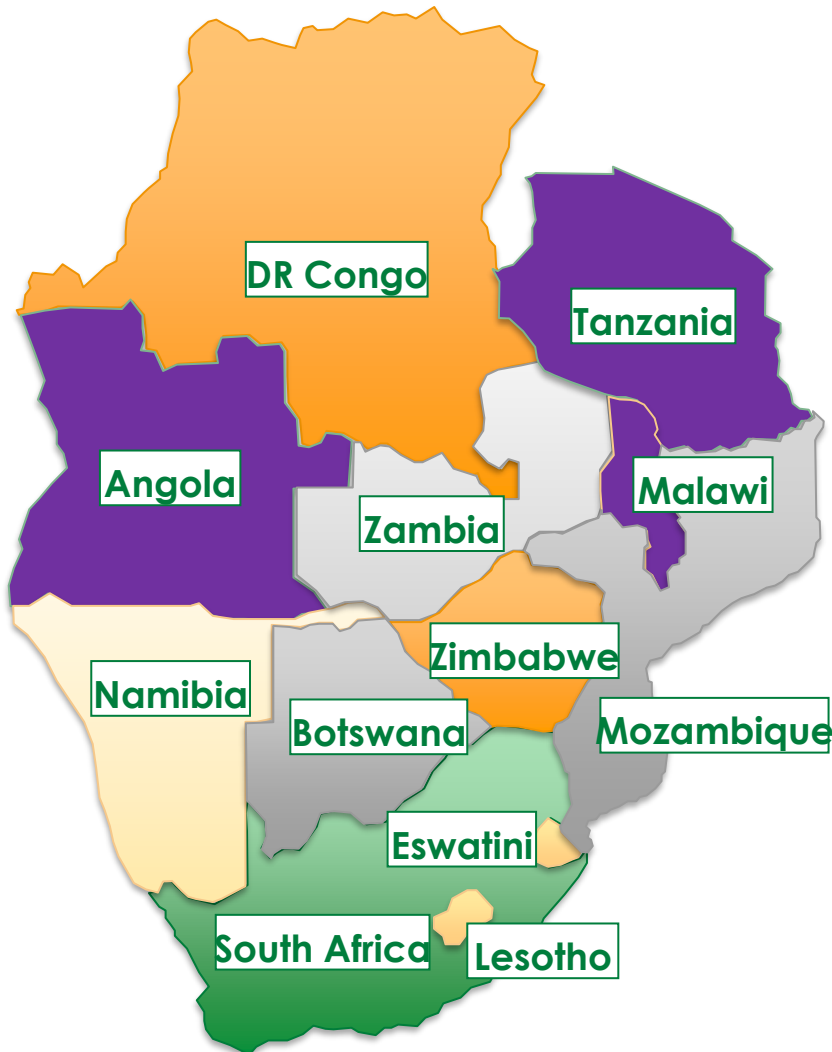 DR Congo
Tanzania
Angola
Malawi
Zambia
Zimbabwe
Namibia
Botswana
Mozambique
Eswatini
South Africa
Lesotho